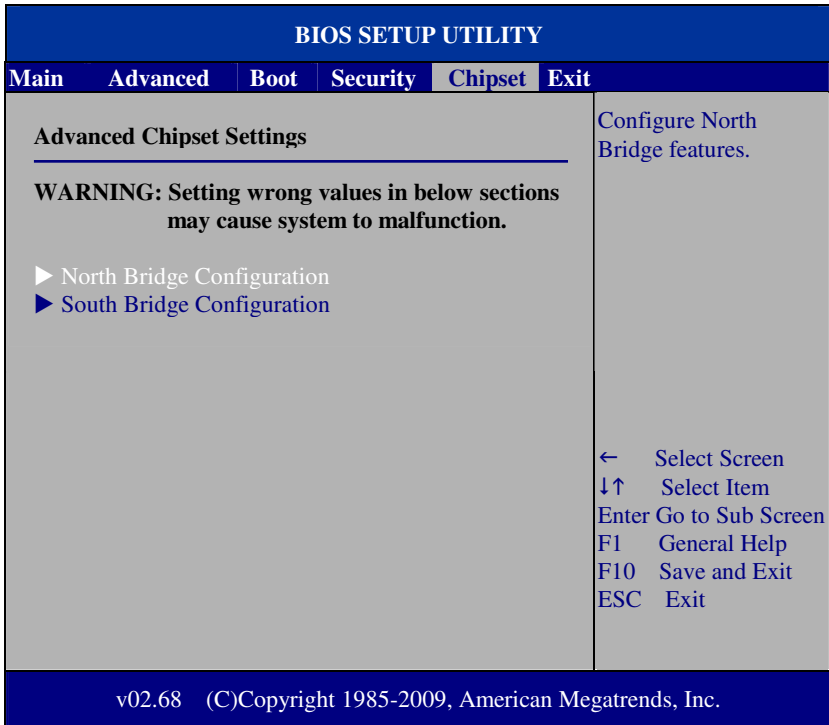 BIOS SETUP UTILITY
Main Advanced Boot Security Chipset Exit
Advanced Chipset Settings
WARNING: Setting wrong values in below sections
may cause system to malfunction.
▶ North Bridge Configuration
▶ South Bridge Configuration
Configure North
Bridge features.
← Select Screen
↓↑ Select Item
Enter Go to Sub Screen
F1 General Help
F10 Save and Exit
ESC Exit
v02.68 (C)Copyright 1985-2009, American Megatrends, Inc.